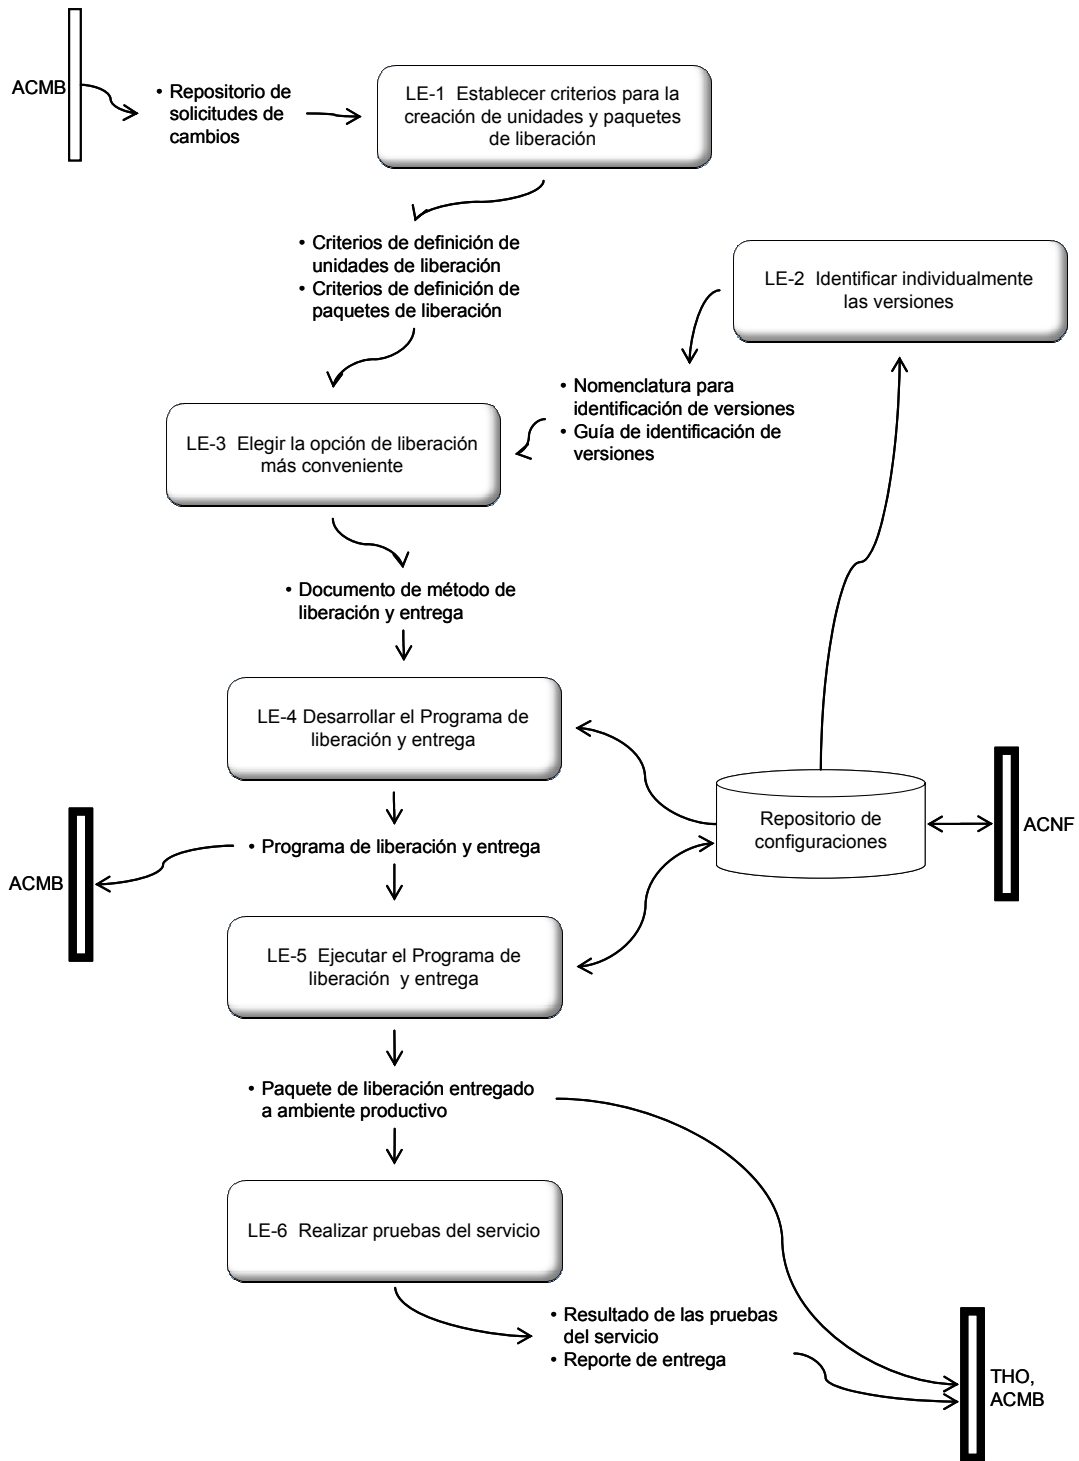 ACMB
• Repositorio de
solicitudes de
cambios
LE-1 Establecer criterios para la
creación de unidades y paquetes
de liberación
• Criterios de definición de
unidades de liberación
• Criterios de definición de
paquetes de liberación
LE-2 Identificar individualmente
las versiones
• Nomenclatura para
identificación de versiones
• Guía de identificación de
versiones
LE-3 Elegir la opción de liberación
más conveniente
• Documento de método de
liberación y entrega
LE-4 Desarrollar el Programa de
liberación y entrega
Repositorio de
configuraciones
ACNF
• Programa de liberación y entrega
ACMB
LE-5 Ejecutar el Programa de
liberación y entrega
• Paquete de liberación entregado
a ambiente productivo
LE-6 Realizar pruebas del servicio
• Resultado de las pruebas
del servicio
• Reporte de entrega
THO,
ACMB